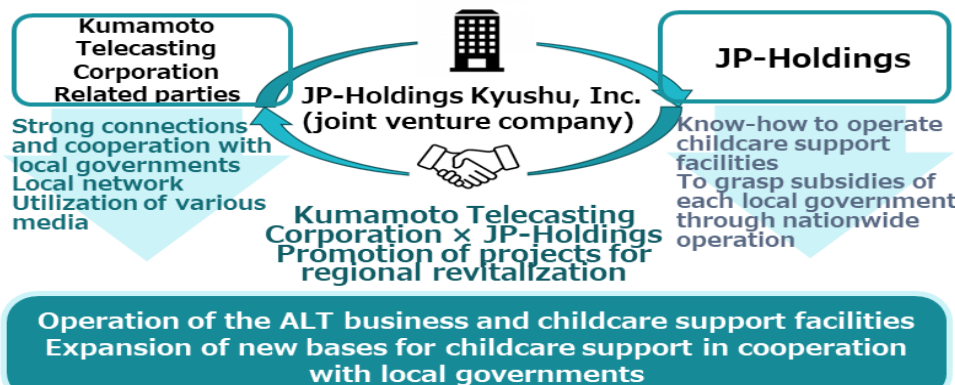 Kumamoto
Telecasting
Corporation
Related parties
Strong connections
and cooperation with
local governments
Local network
Utilization of various
media
JP-Holdings Kyushu, Inc.
(joint venture company)
Kumamoto Telecasting
Corporation × JP-Holdings
Promotion of projects for
regional revitalization
JP-Holdings
Know-how to operate
childcare support
facilities
To grasp subsidies of
each local government
through nationwide
operation
Operation of the ALT business and childcare support facilities
Expansion of new bases for childcare support in cooperation
with local governments